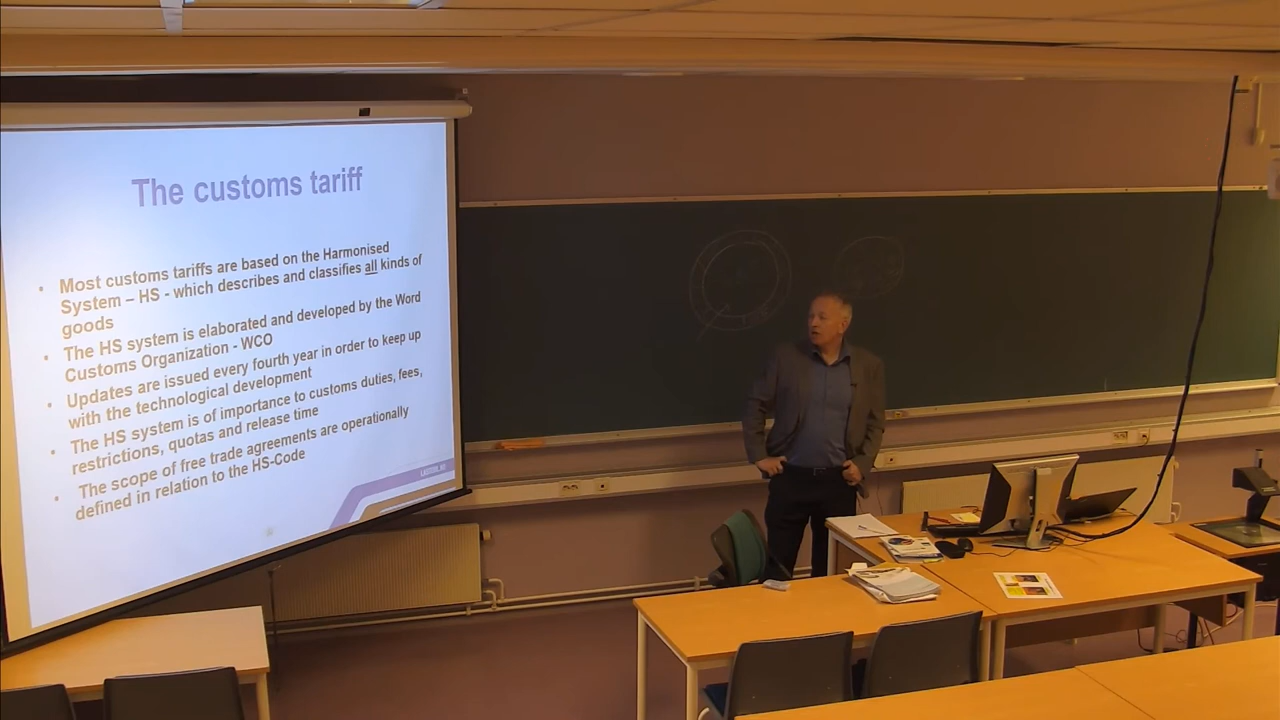 The customs tariff
• Most customs tariffs are based on the Harmonised
System – HS - which describes and classifies all kinds of
goods
• The HS system is elaborated and developed by the Word
Customs Organization - WCO
• Updates are issued every fourth year in order to keep up
with the technological development
• The HS system is of importance to customs duties, fees,
restrictions, quotas and release time
• The scope of free trade agreements are operationally
defined in relation to the HS-Code